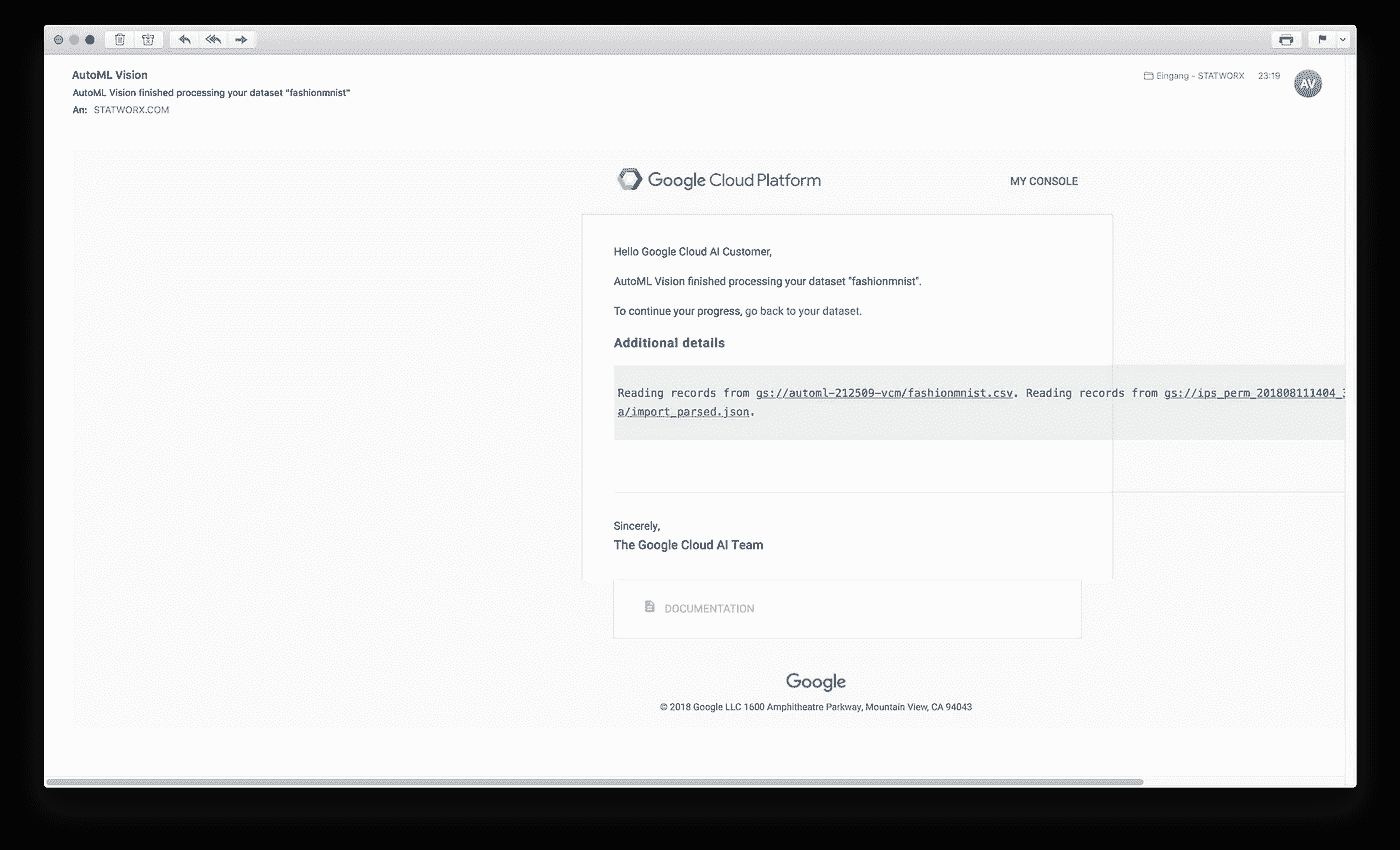 AutoML Vision
Eingang - STATWORX 23:19
AV
AutoML Vision finished processing your dataset "fashionmnist"
An: STATWORX.COM
Google Cloud Platform
MY CONSOLE
Hello Google Cloud AI Customer,
AutoML Vision finished processing your dataset "fashionmnist".
To continue your progress, go back to your dataset.
Additional details
Reading records from gs://automl-212509-vcm/fashionmnist.csv. Reading records from gs://ips_perm_201808111404_
a/import_parsed.json.
Sincerely,
The Google Cloud AI Team
DOCUMENTATION
Google
© 2018 Google LLC 1600 Amphitheatre Parkway, Mountain View, CA 94043